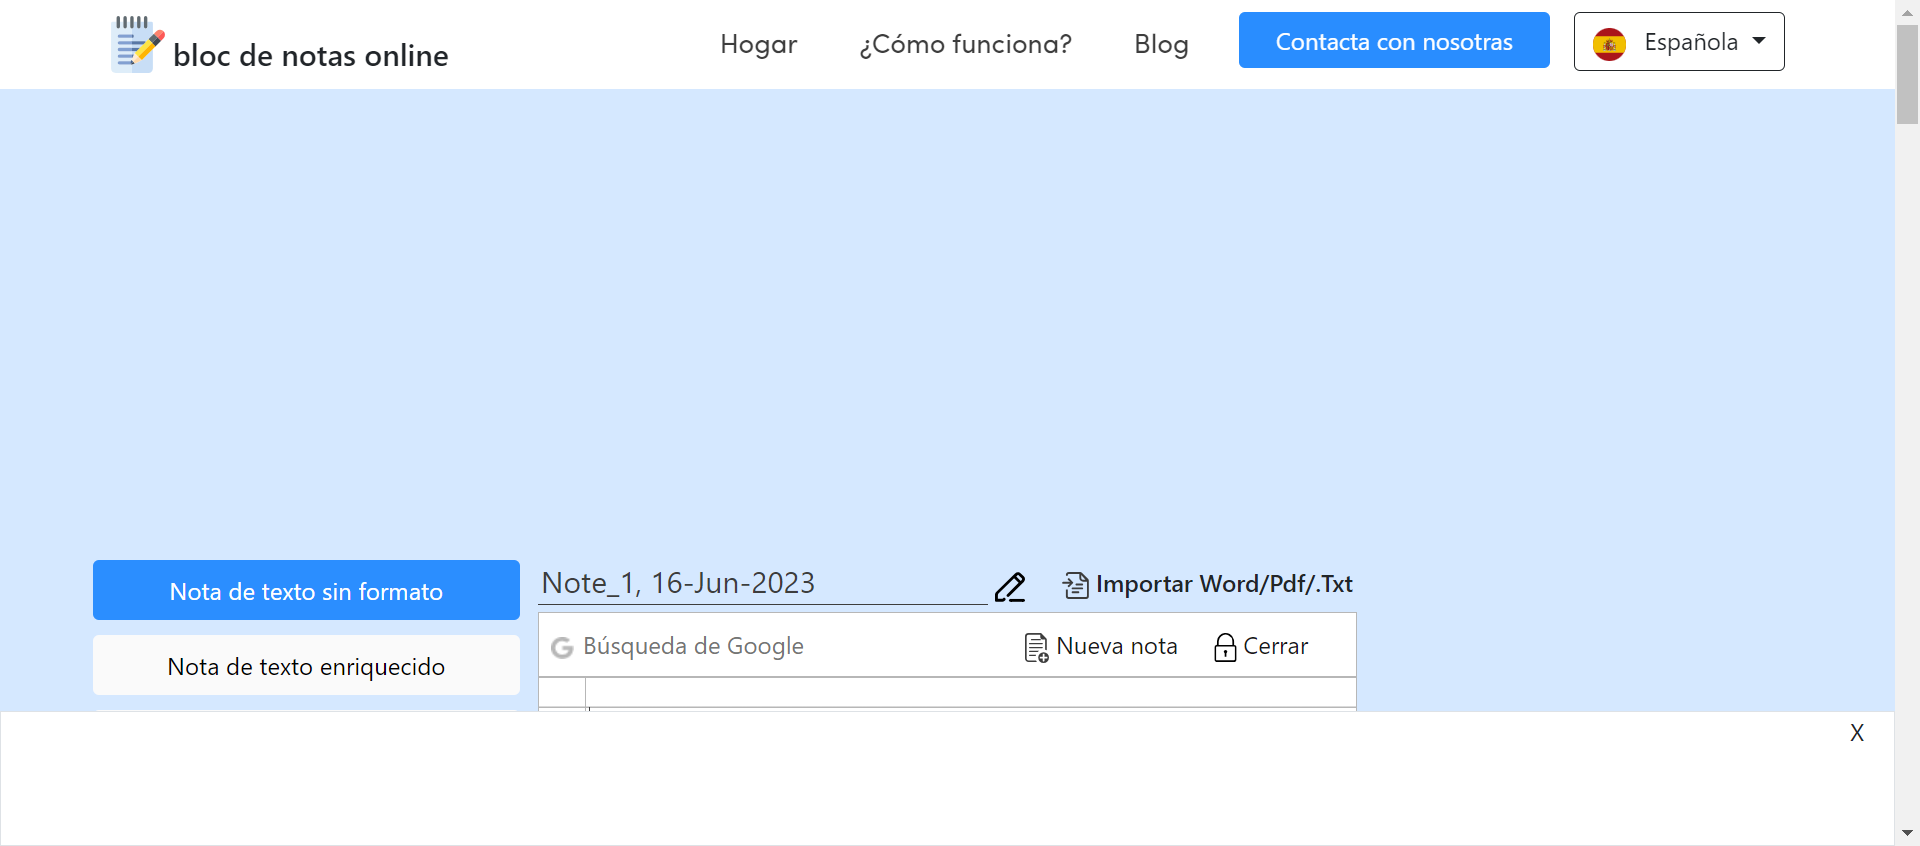 bloc de notas online
Hogar
¿Cómo funciona?
Blog
Contacta con nosotras
Española
Nota de texto sin formato
Note_1, 16-Jun-2023
Importar Word/Pdf/.Txt
Nota de texto enriquecido
G Búsqueda de Google
Nueva nota
Cerrar
X